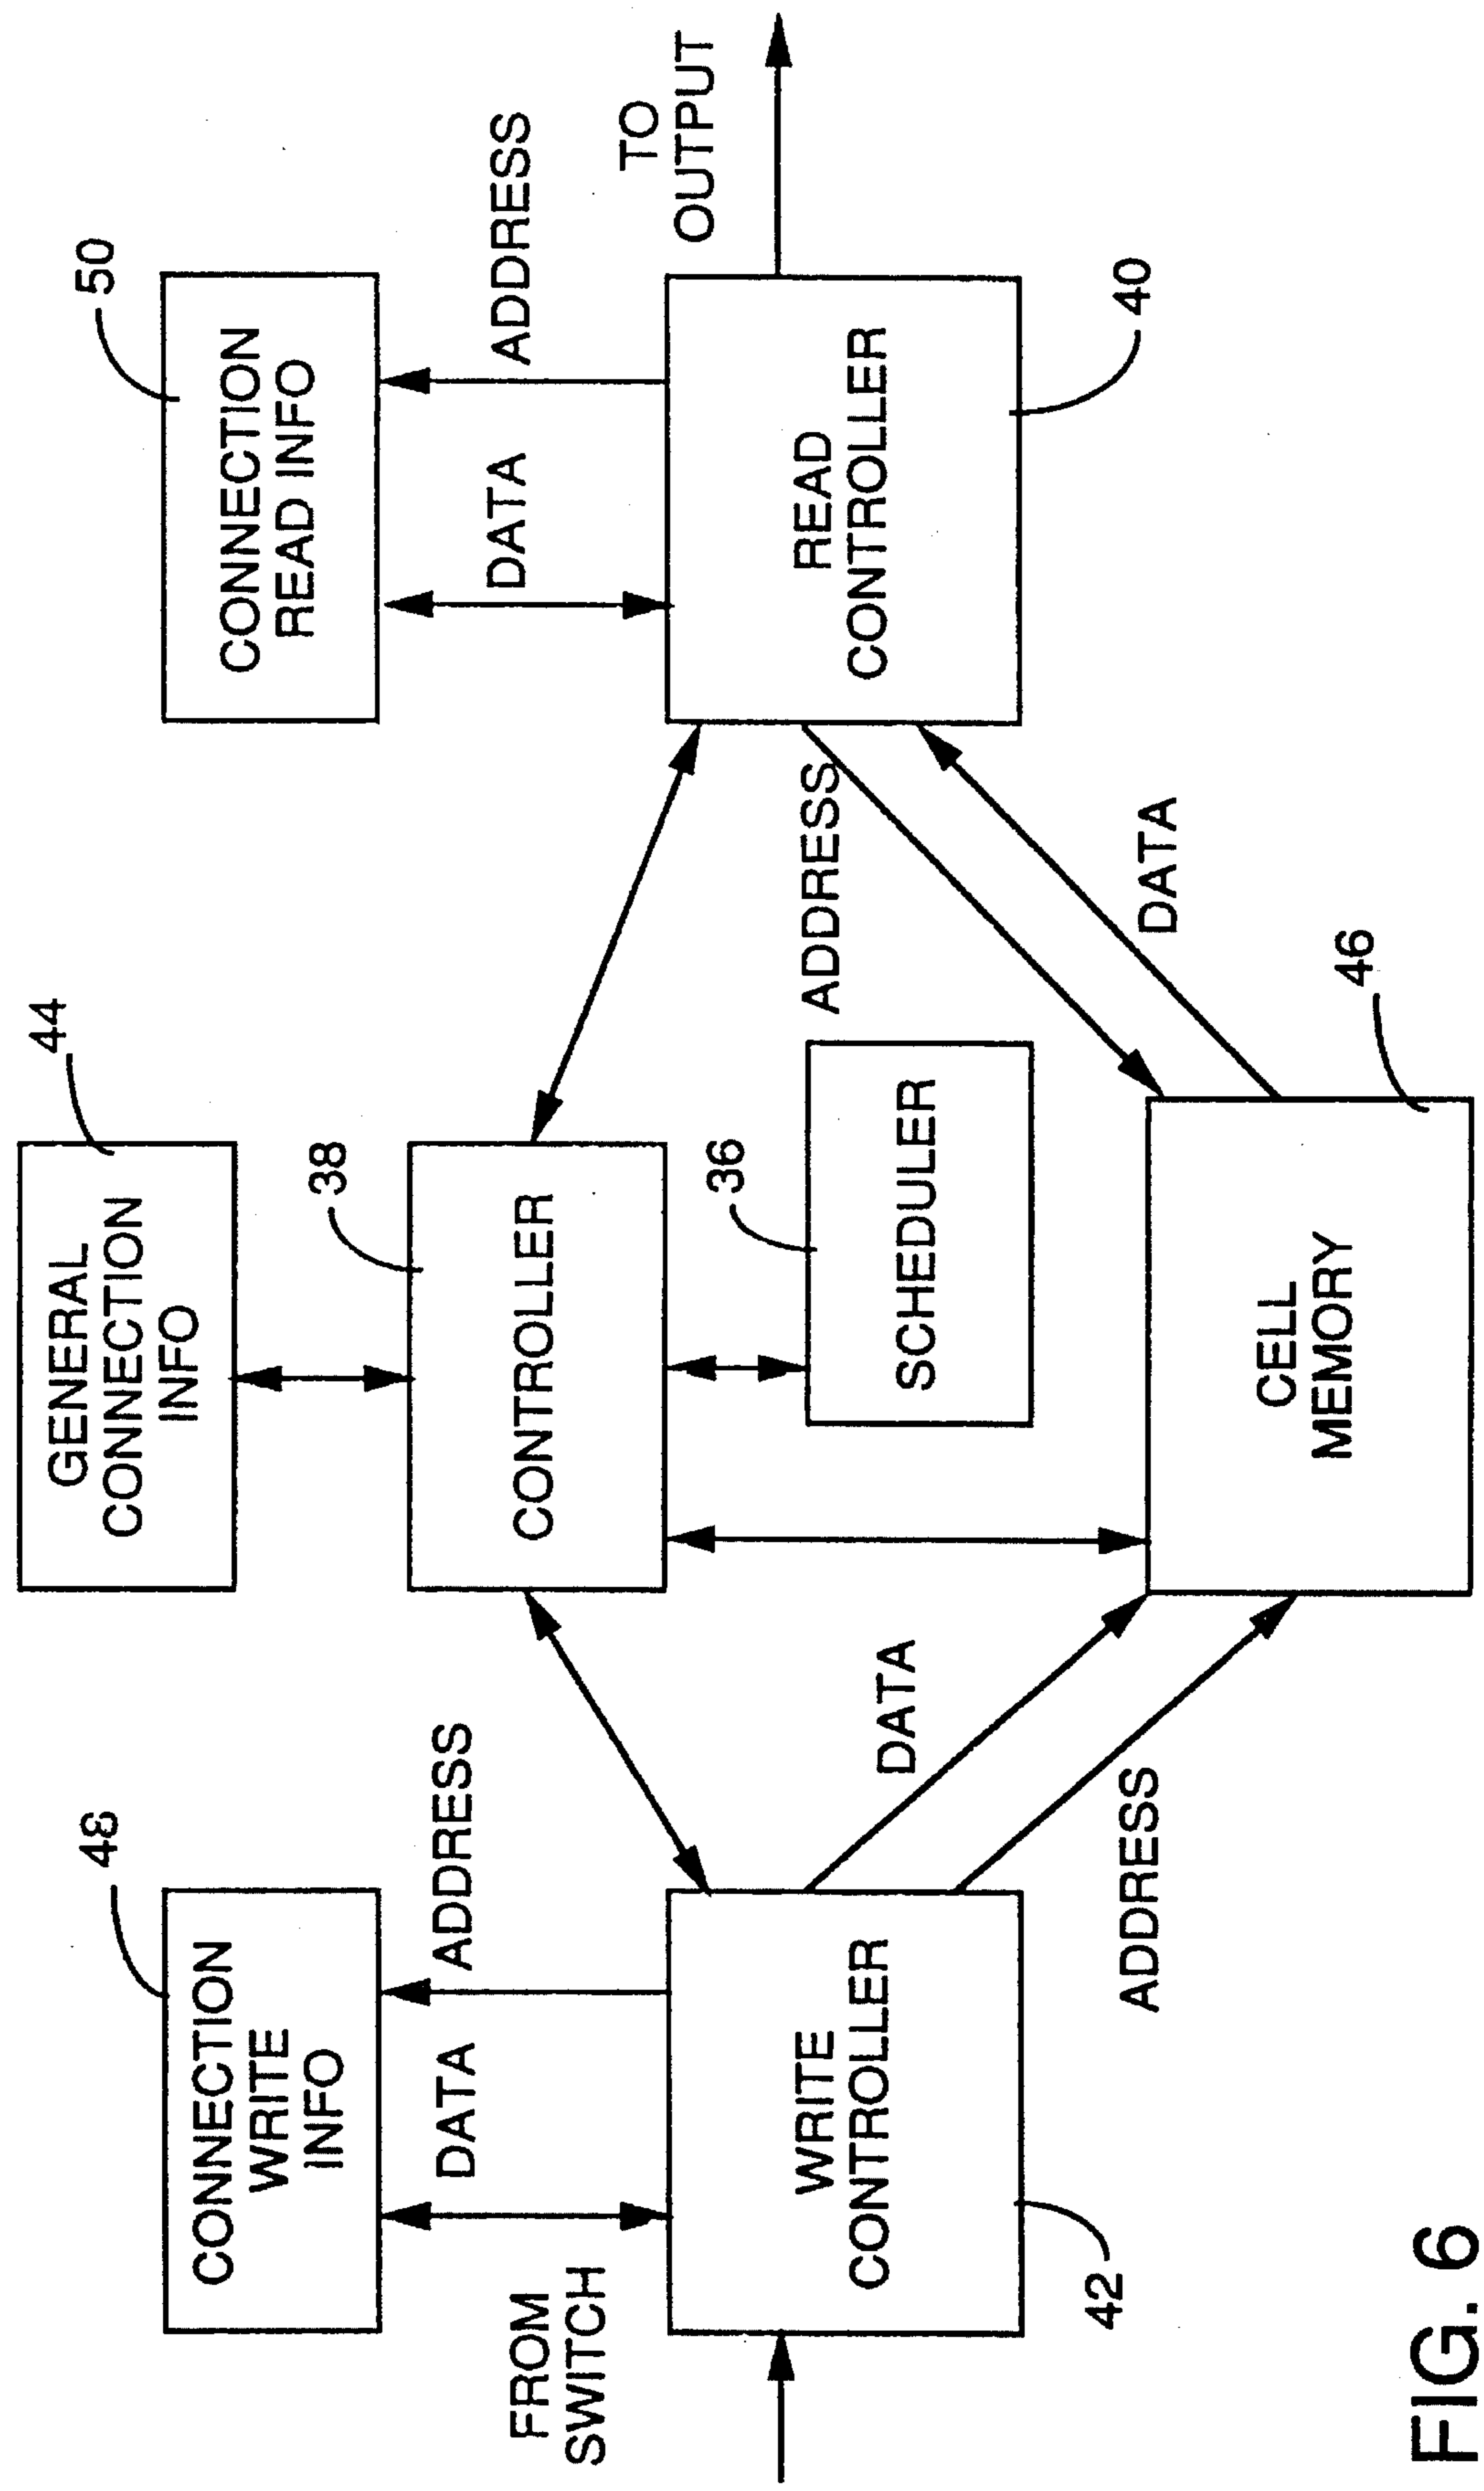 44
GENERAL
CONNECTION
INFO
48
CONNECTION
WRITE
INFO
50
CONNECTION
READ INFO
38
CONTROLLER
FROM
SWITCH
DATA
ADDRESS
DATA
ADDRESS
TO
OUTPUT
36
SCHEDULER
WRITE
CONTROLLER
42
DATA
ADDRESS
ADDRESS
DATA
READ
CONTROLLER
40
CELL
MEMORY
46
FIG. 6